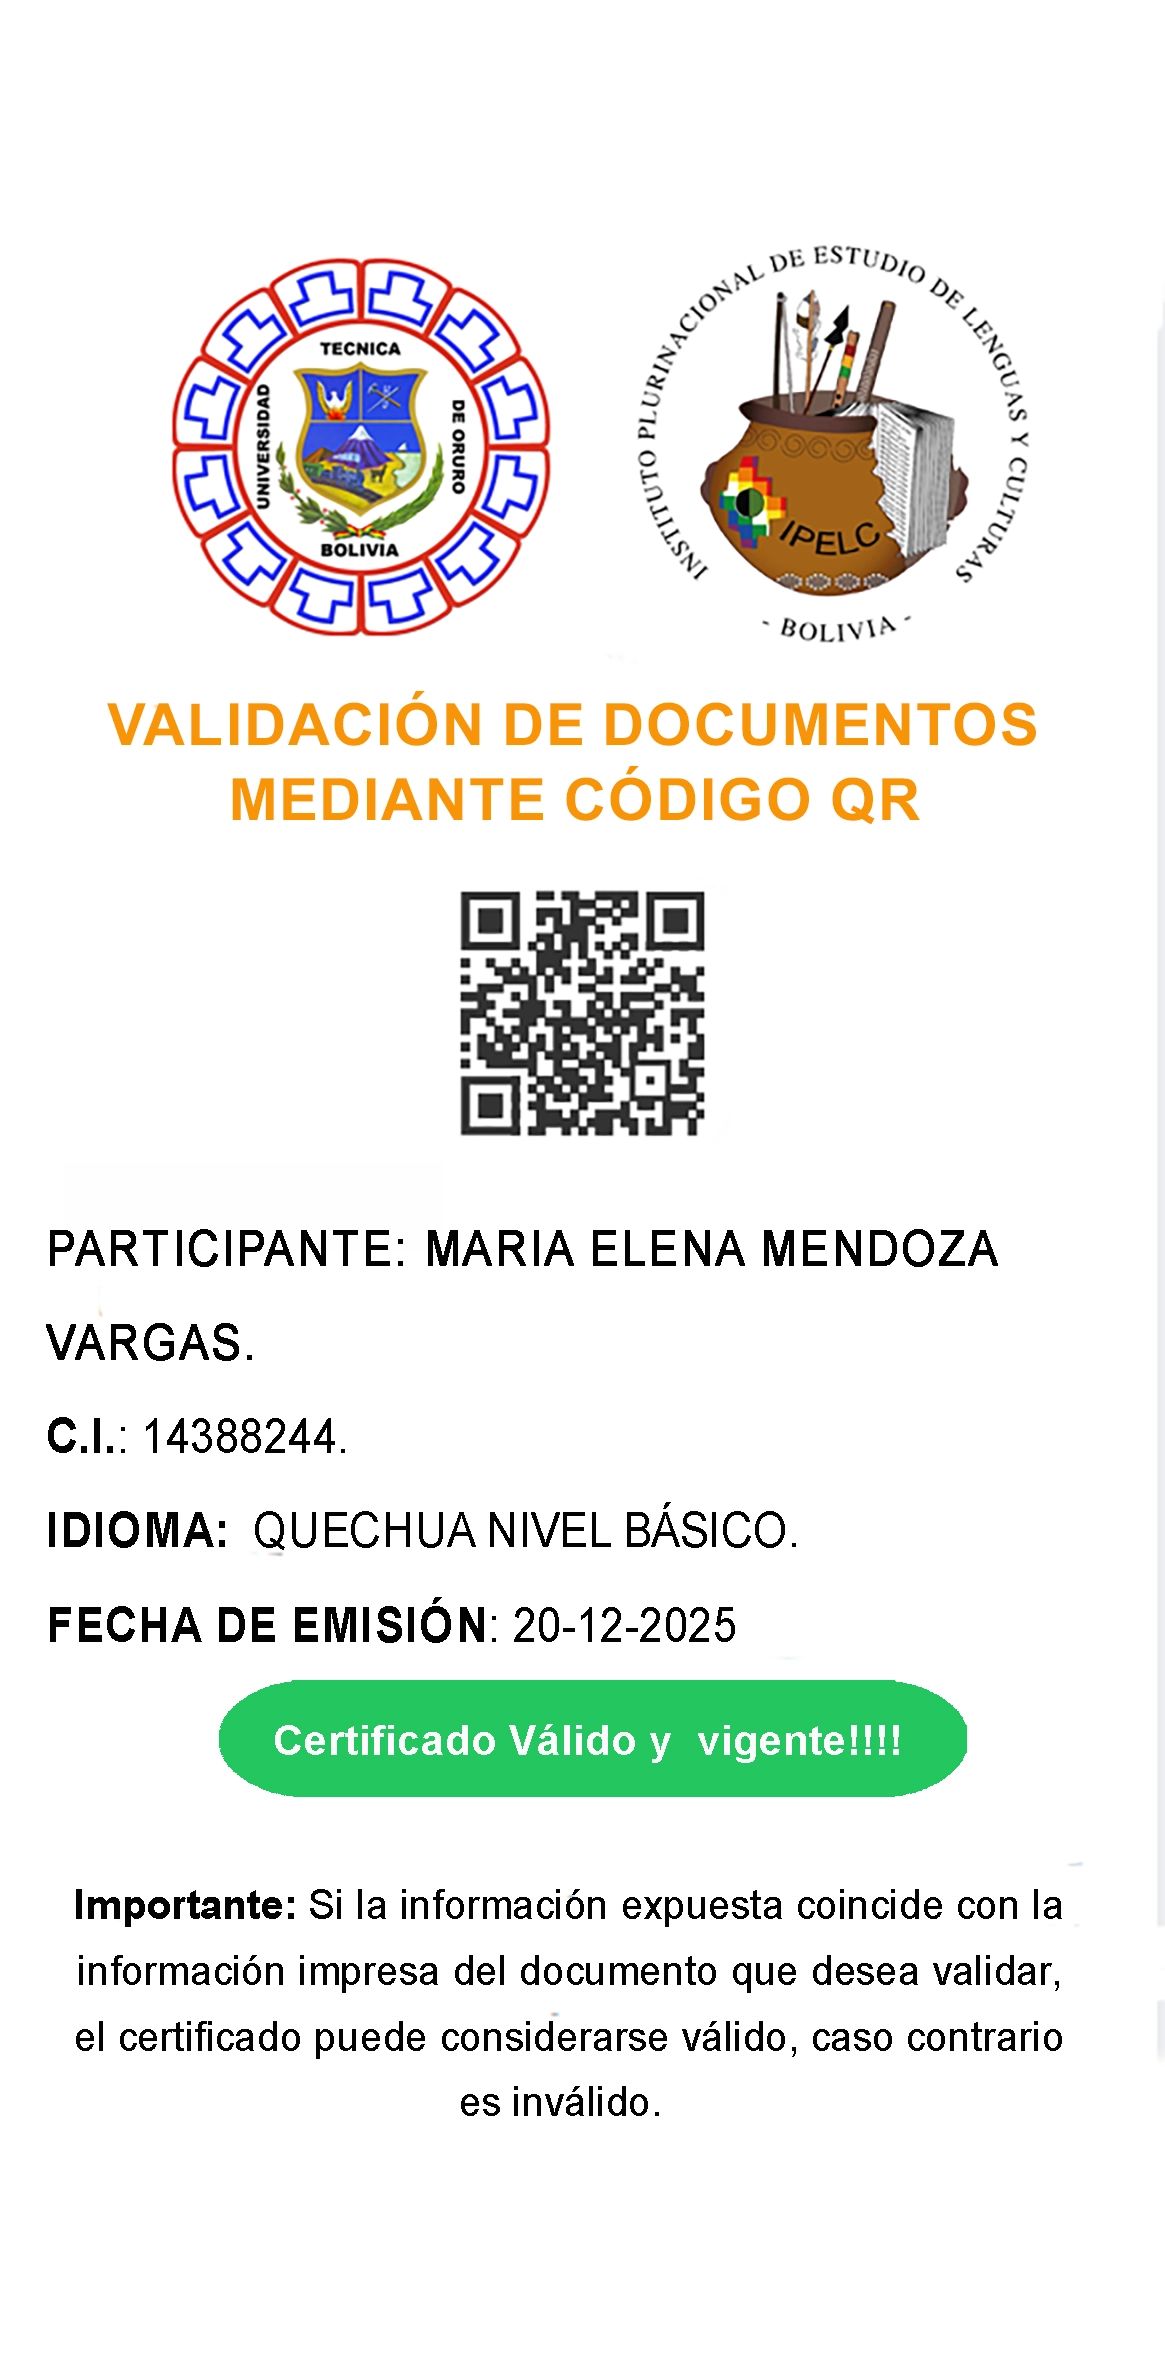 UNIVERSIDAD TECNICA DE ORURO
BOLIVIA
INSTITUTO PLURINACIONAL DE ESTUDIO DE LENGUAS Y CULTURAS
IPELC
- BOLIVIA -
VALIDACIÓN DE DOCUMENTOS
MEDIANTE CÓDIGO QR
PARTICIPANTE: MARIA ELENA MENDOZA
VARGAS.
C.I.: 14388244.
IDIOMA: QUECHUA NIVEL BÁSICO.
FECHA DE EMISIÓN: 20-12-2025
Certificado Válido y vigente!!!!
Importante: Si la información expuesta coincide con la
información impresa del documento que desea validar,
el certificado puede considerarse válido, caso contrario
es inválido.